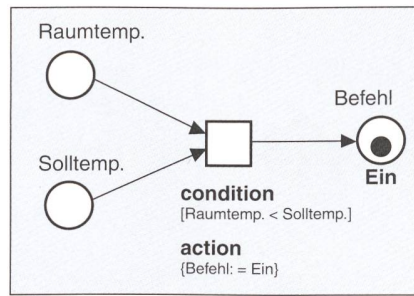 Raumtemp.
Befehl
Solltemp.
Ein
condition
[Raumtemp. < Solltemp.]
action
{Befehl: = Ein}